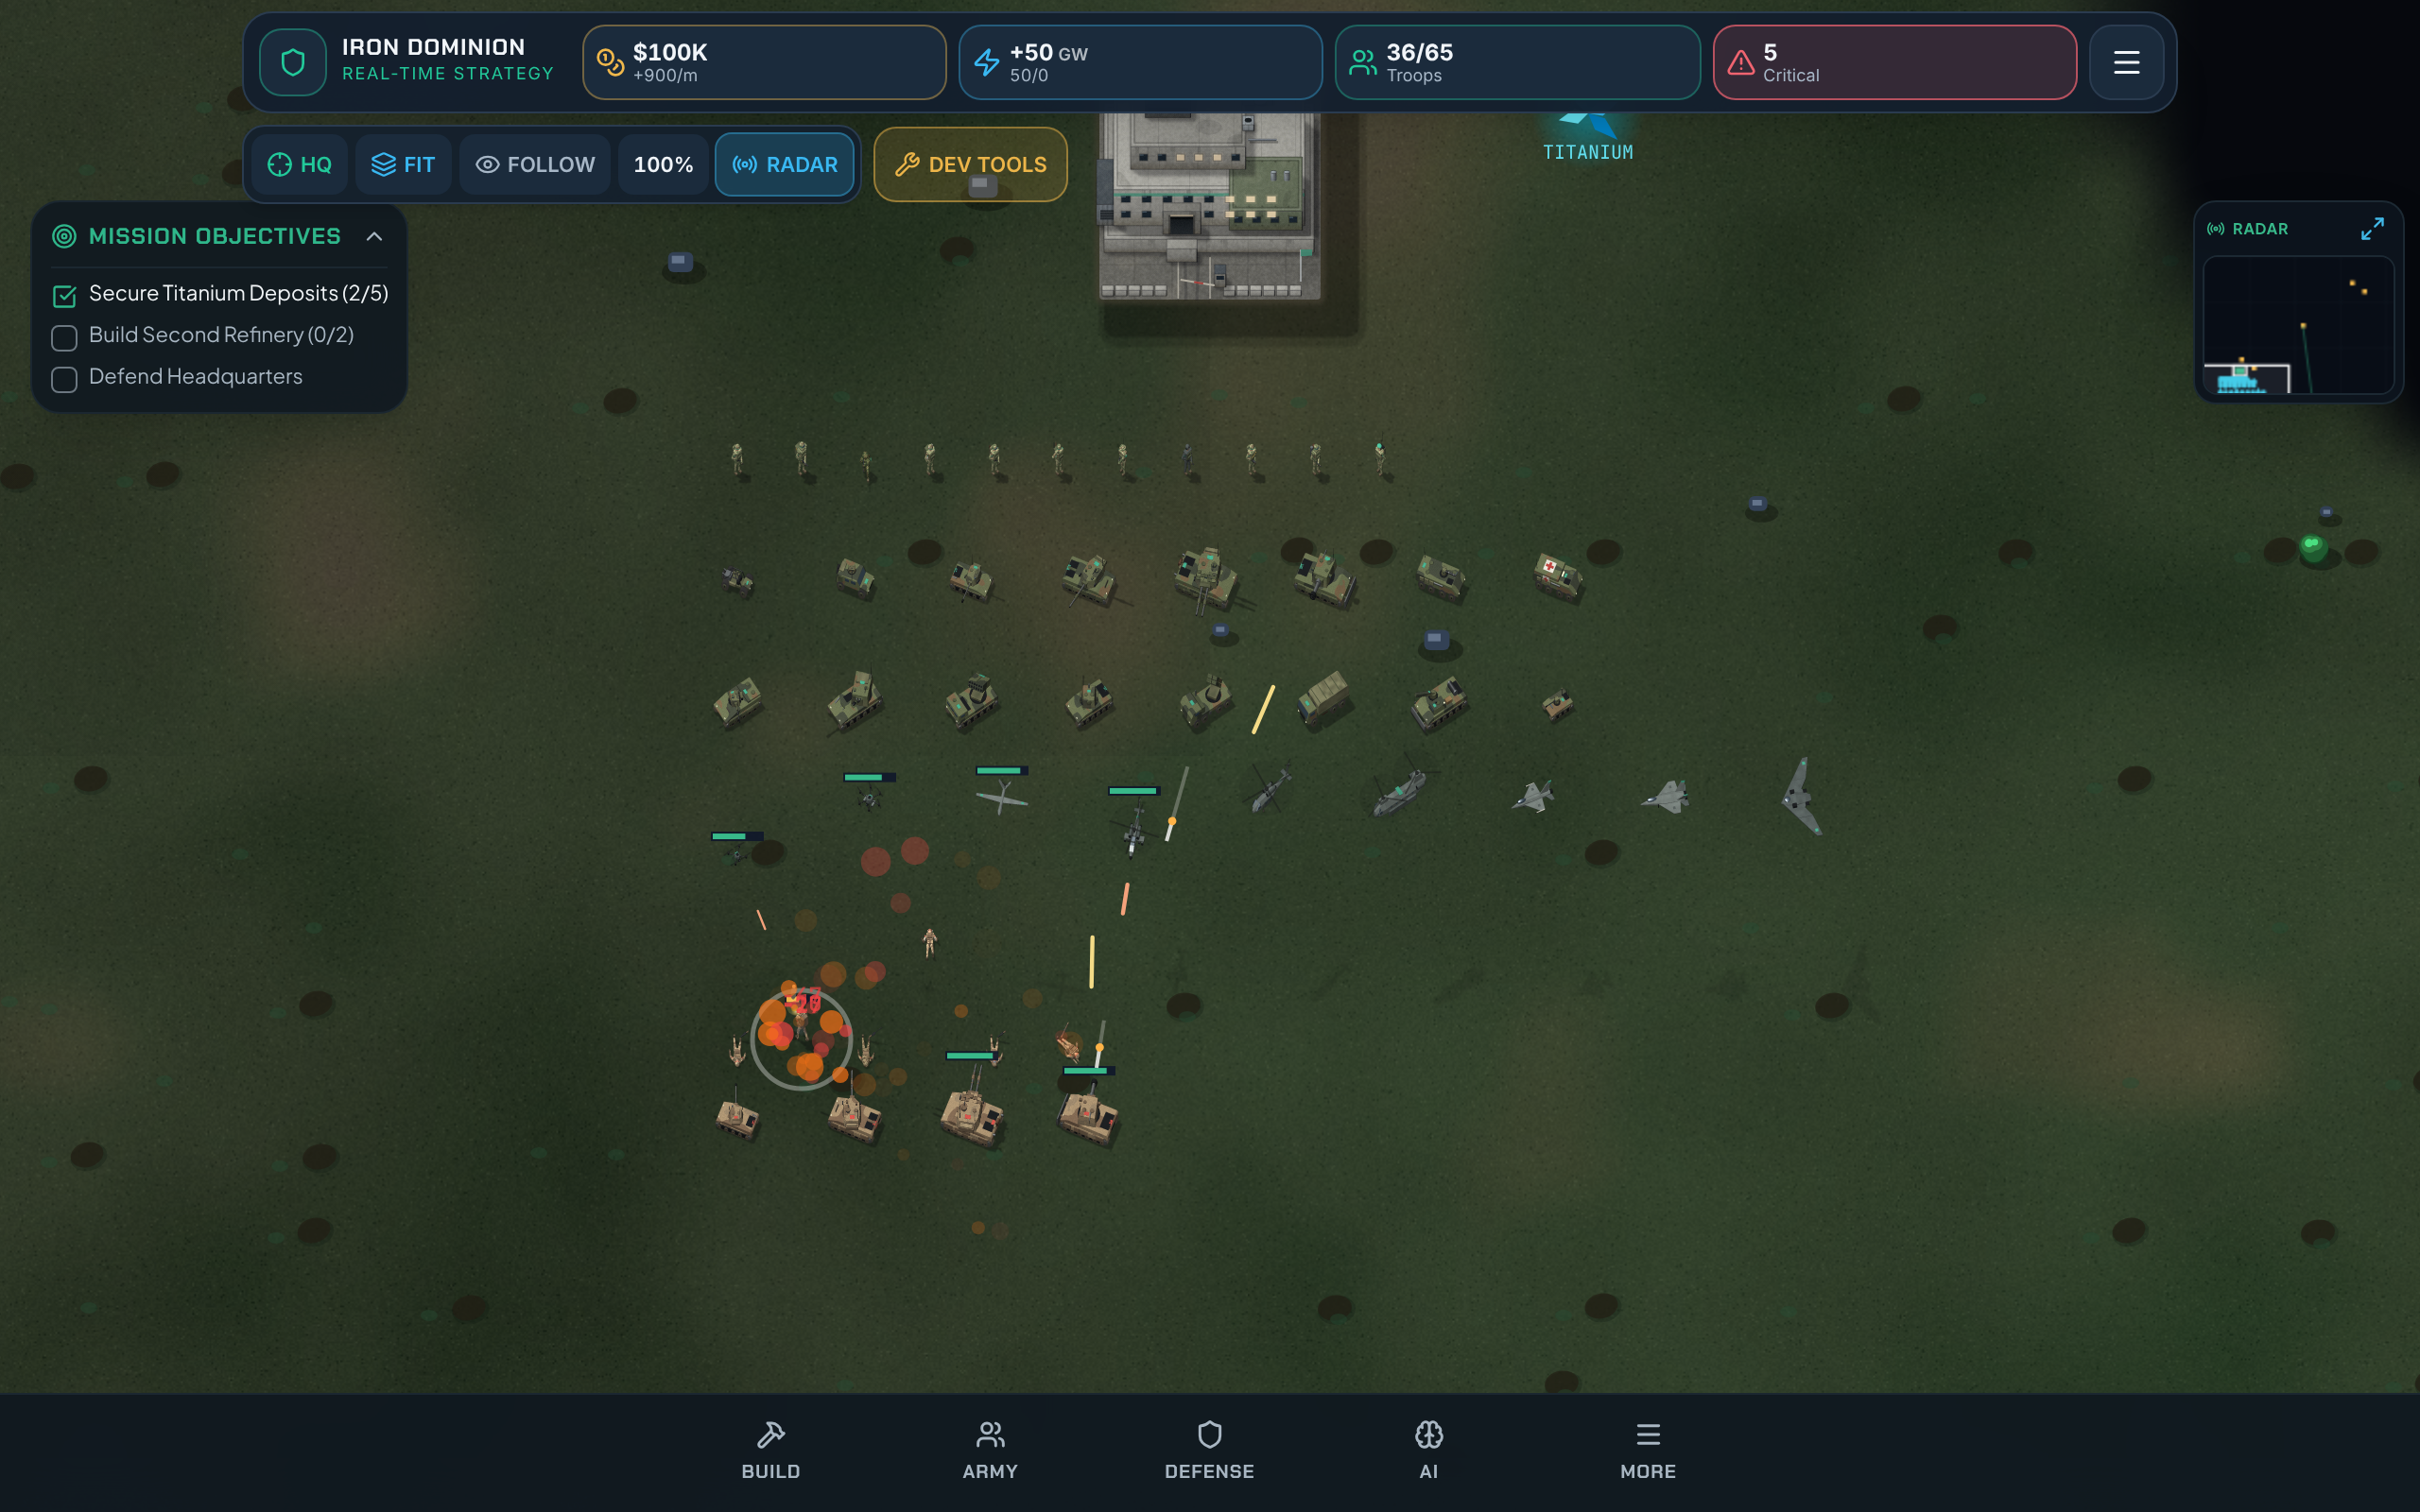 IRON DOMINION
REAL-TIME STRATEGY
$100K
+900/m
+50 GW
50/0
36/65
Troops
5
Critical
HQ
FIT
FOLLOW
100%
RADAR
DEV TOOLS
TITANIUM
MISSION OBJECTIVES
Secure Titanium Deposits (2/5)
Build Second Refinery (0/2)
Defend Headquarters
RADAR
BUILD
ARMY
DEFENSE
AI
MORE